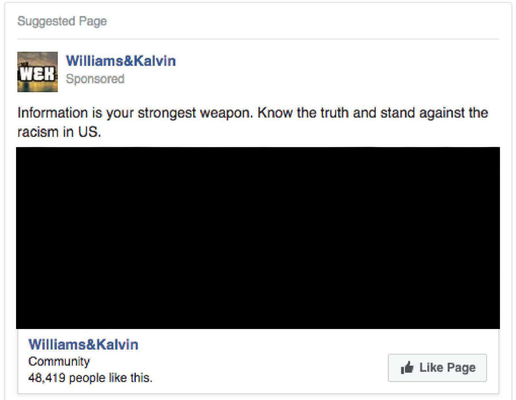 Suggested Page
W&K
Williams&Kalvin
Sponsored
Information is your strongest weapon. Know the truth and stand against the
racism in US.
Williams&Kalvin
Community
48,419 people like this.
Like Page